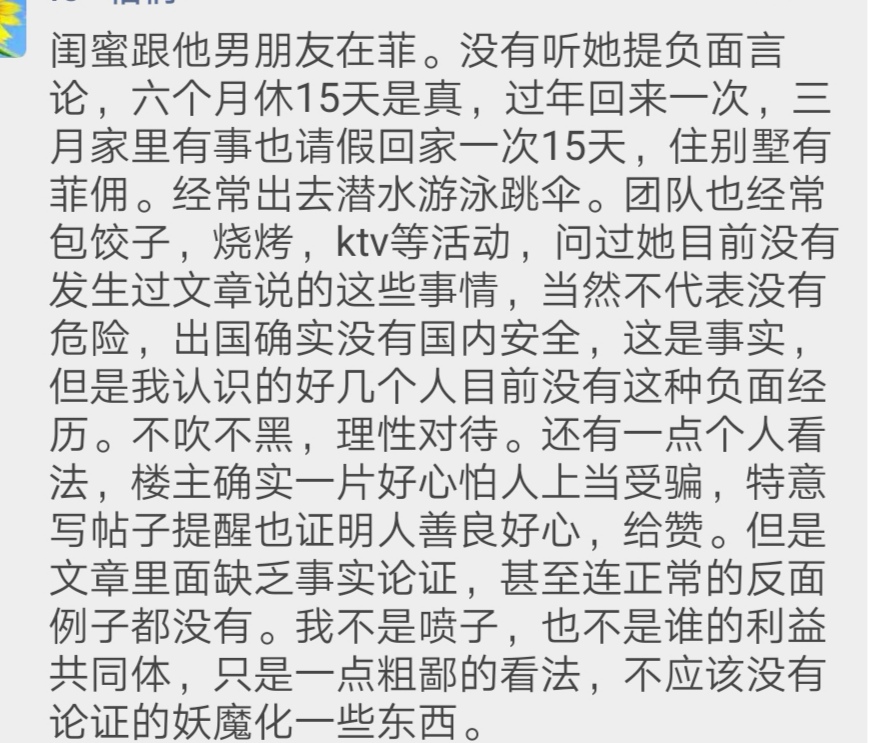 闺蜜跟他男朋友在菲。没有听她提负面言
论，六个月休15天是真，过年回来一次，三
月家里有事也请假回家一次15天，住别墅有
菲佣。经常出去潜水游泳跳伞。团队也经常
包饺子，烧烤，ktv等活动，问过她目前没有
发生过文章说的这些事情，当然不代表没有
危险，出国确实没有国内安全，这是事实，
但是我认识的好几个人目前没有这种负面经
历。不吹不黑，理性对待。还有一点个人看
法，楼主确实一片好心怕人上当受骗，特意
写帖子提醒也证明人善良好心，给赞。但是
文章里面缺乏事实论证，甚至连正常的反面
例子都没有。我不是喷子，也不是谁的利益
共同体，只是一点粗鄙的看法，不应该没有
论证的妖魔化一些东西。